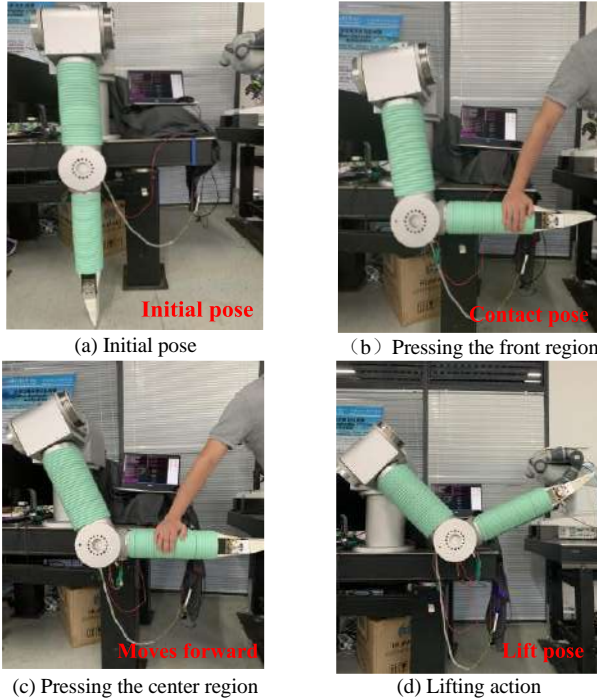 Initial pose
(a) Initial pose
Contact pose
（b）Pressing the front region
Moves forward
(c) Pressing the center region
Lift pose
(d) Lifting action